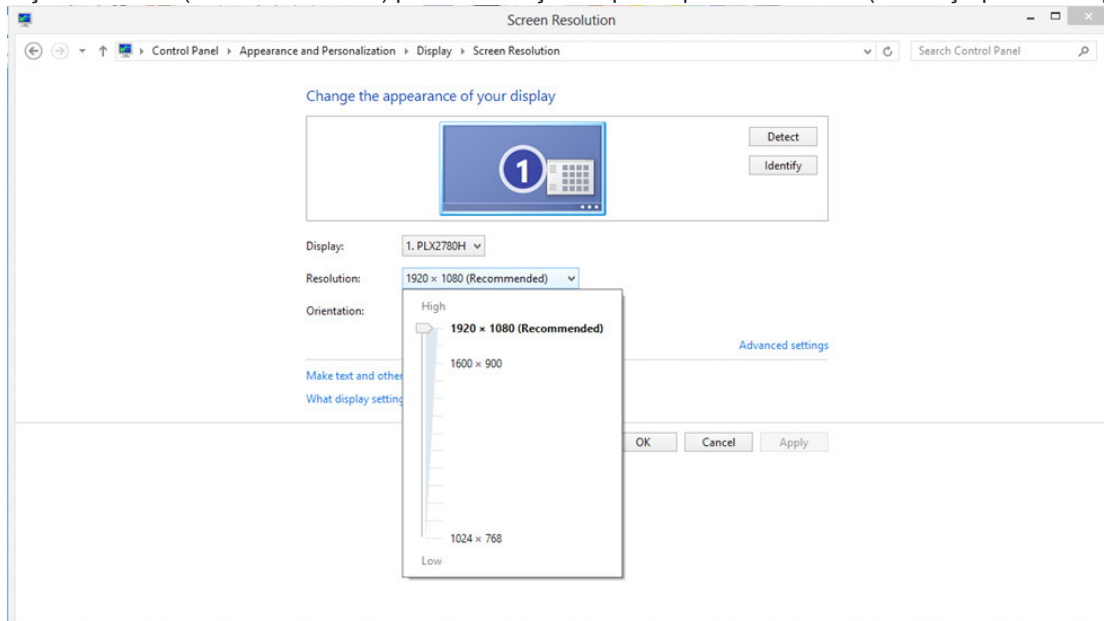 Screen Resolution
Control Panel Appearance and Personalization Display Screen Resolution
Search Control Panel
Change the appearance of your display
1
Detect
Identify
Display: 1. PLX2780H
Resolution: 1920 × 1080 (Recommended)
Orientation:
High
1920 × 1080 (Recommended)
1600 × 900
1024 × 768
Low
Advanced settings
Make text and other
What display setting
OK Cancel Apply